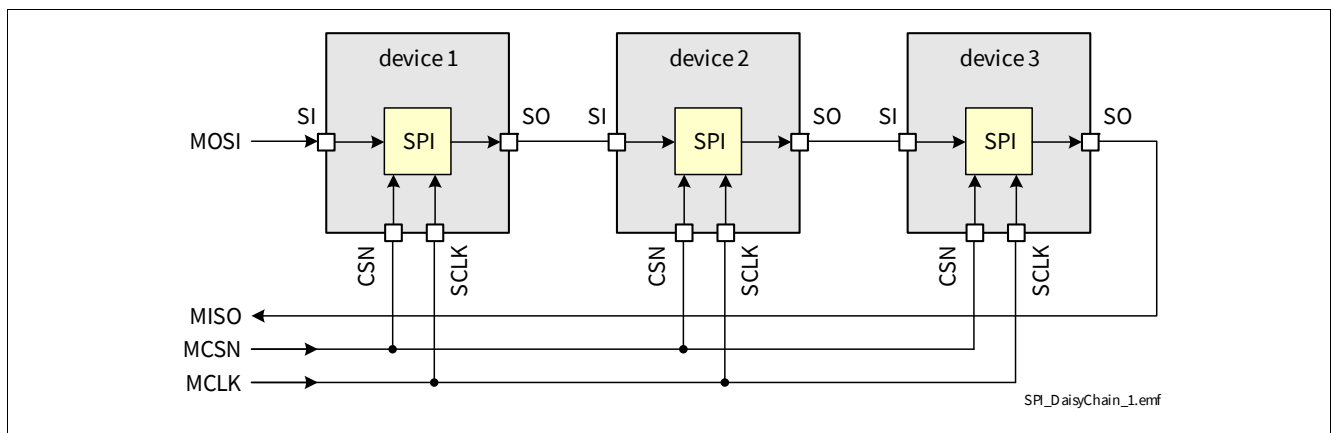 device 1
device 2
device 3
SI
SO
SI
SO
SI
SO
MOSI
SPI
SPI
SPI
CSN
SCLK
CSN
SCLK
CSN
SCLK
MISO
MCSN
MCLK
SPI_DaisyChain_1.emf